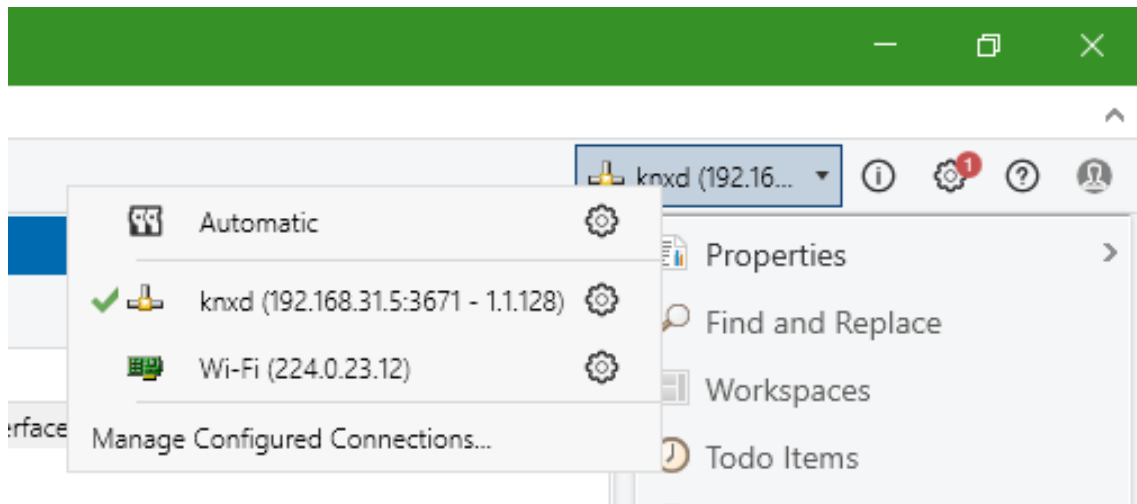 knxd (192.16...
1
Automatic
Properties
knxd (192.168.31.5:3671 - 1.1.128)
Find and Replace
Wi-Fi (224.0.23.12)
Workspaces
erface
Manage Configured Connections...
Todo Items